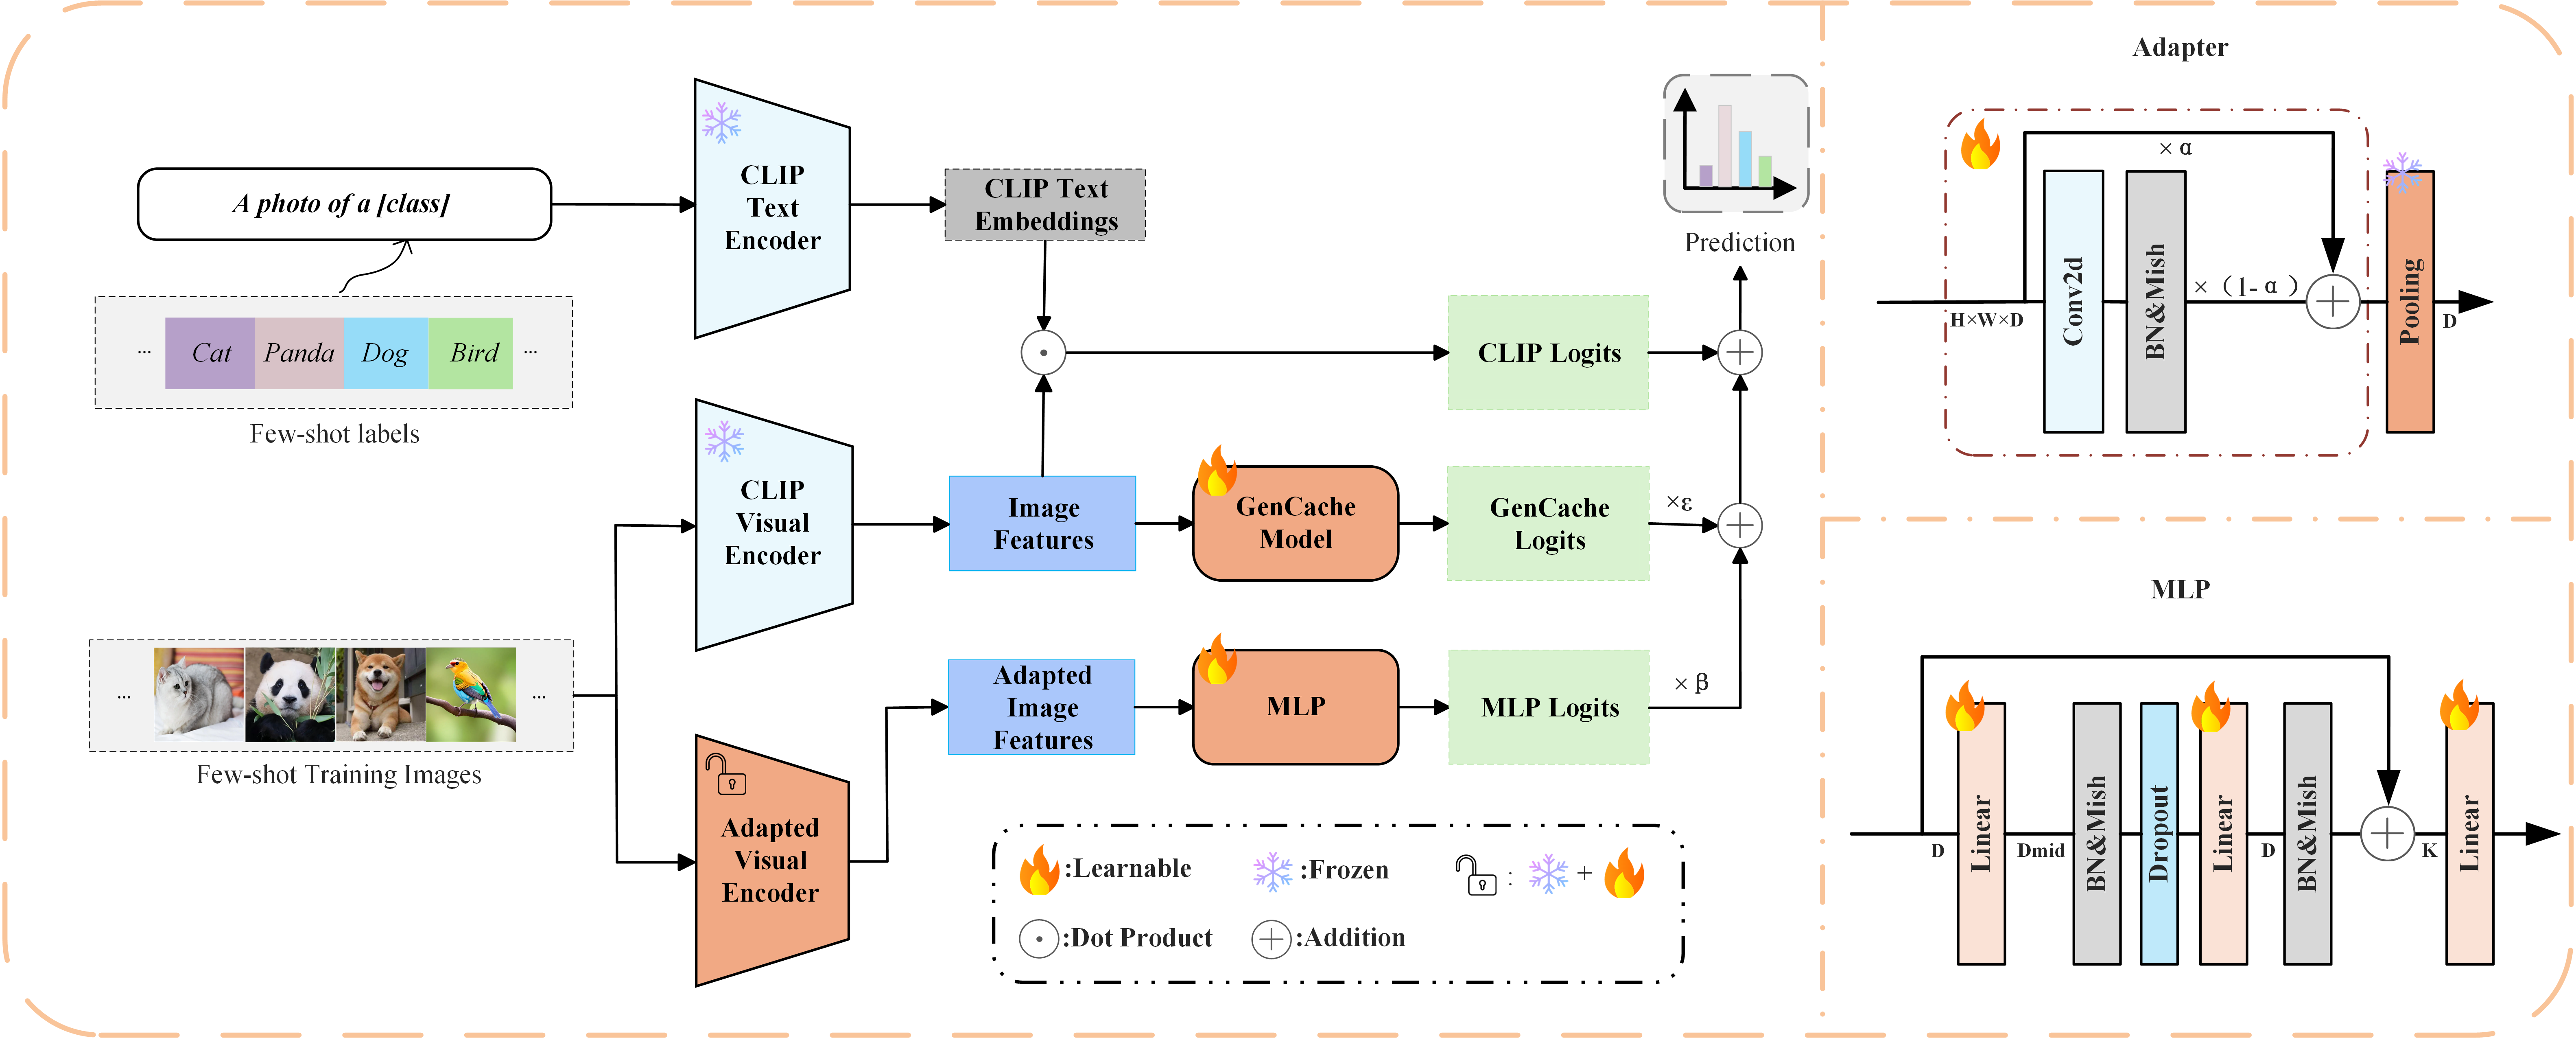 A photo of a [class]
...
Cat
Panda
Dog
Bird
...
Few-shot labels
...
...
Few-shot Training Images
CLIP
Text
Encoder
CLIP
Visual
Encoder
Adapted
Visual
Encoder
CLIP Text
Embeddings
Image
Features
Adapted
Image
Features
GenCache
Model
MLP
CLIP Logits
GenCache
Logits
MLP Logits
×ε
× β
Prediction
:Learnable
:Frozen
: +
:Dot Product
:Addition
Adapter
× α
H×W×D
Conv2d
BN&Mish
×（1- α）
Pooling
D
MLP
D
Linear
Dmid
BN&Mish
Dropout
Linear
D
BN&Mish
K
Linear